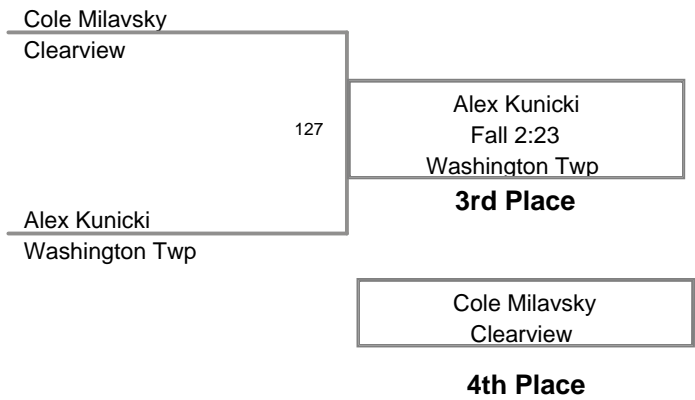 Cole Milavsky
Clearview
127
Alex Kunicki
Fall 2:23
Washington Twp
3rd Place
Alex Kunicki
Washington Twp
Cole Milavsky
Clearview
4th Place